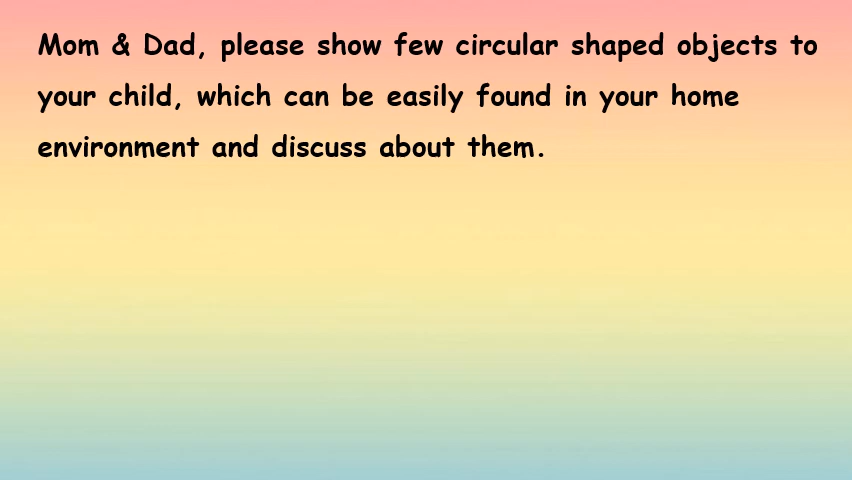 Mom & Dad, please show few circular shaped objects to
your child, which can be easily found in your home
environment and discuss about them.